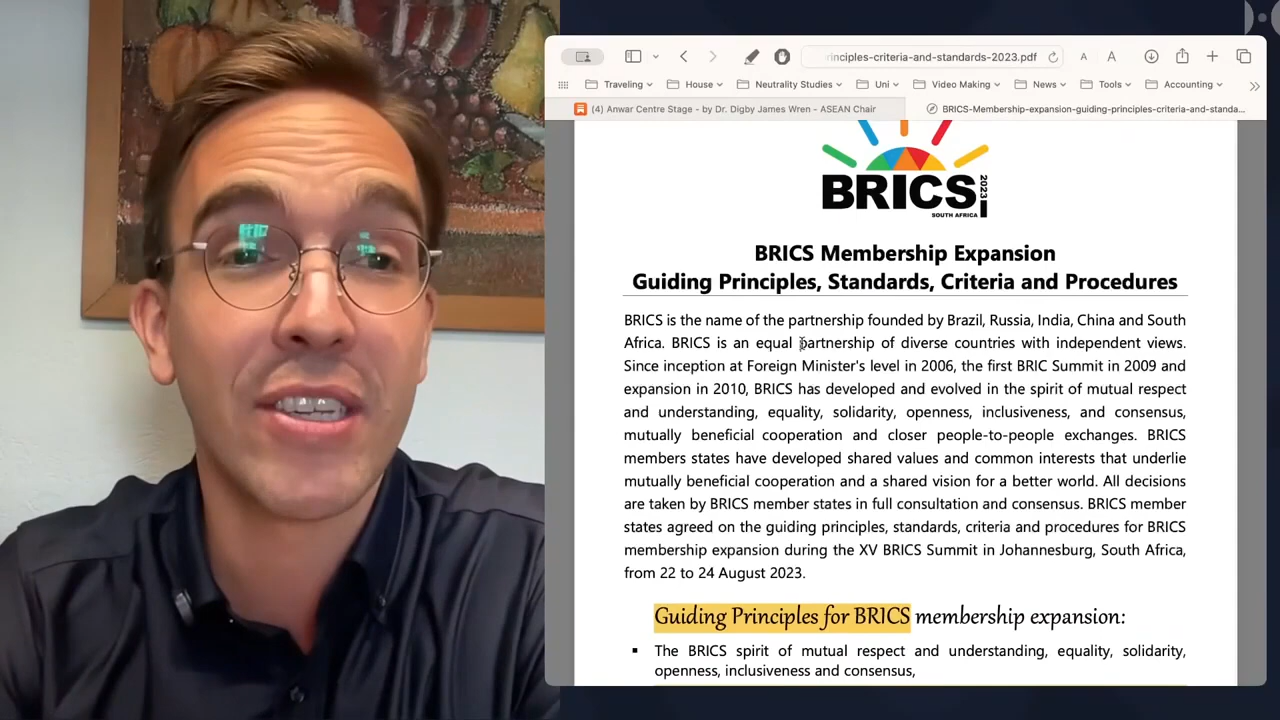 rinciples-criteria-and-standards-2023.pdf
A A
Traveling House Neutrality Studies Uni Video Making News Tools Accounting
(4) Anwar Centre Stage - by Dr. Digby James Wren - ASEAN Chair
BRICS-Membership-expansion-guiding-principles-criteria-and-standa...
BRICS
2023
SOUTH AFRICA
BRICS Membership Expansion
Guiding Principles, Standards, Criteria and Procedures
BRICS is the name of the partnership founded by Brazil, Russia, India, China and South
Africa. BRICS is an equal partnership of diverse countries with independent views.
Since inception at Foreign Minister's level in 2006, the first BRIC Summit in 2009 and
expansion in 2010, BRICS has developed and evolved in the spirit of mutual respect
and understanding, equality, solidarity, openness, inclusiveness, and consensus,
mutually beneficial cooperation and closer people-to-people exchanges. BRICS
members states have developed shared values and common interests that underlie
mutually beneficial cooperation and a shared vision for a better world. All decisions
are taken by BRICS member states in full consultation and consensus. BRICS member
states agreed on the guiding principles, standards, criteria and procedures for BRICS
membership expansion during the XV BRICS Summit in Johannesburg, South Africa,
from 22 to 24 August 2023.
Guiding Principles for BRICS membership expansion:
▪ The BRICS spirit of mutual respect and understanding, equality, solidarity,
openness, inclusiveness and consensus,